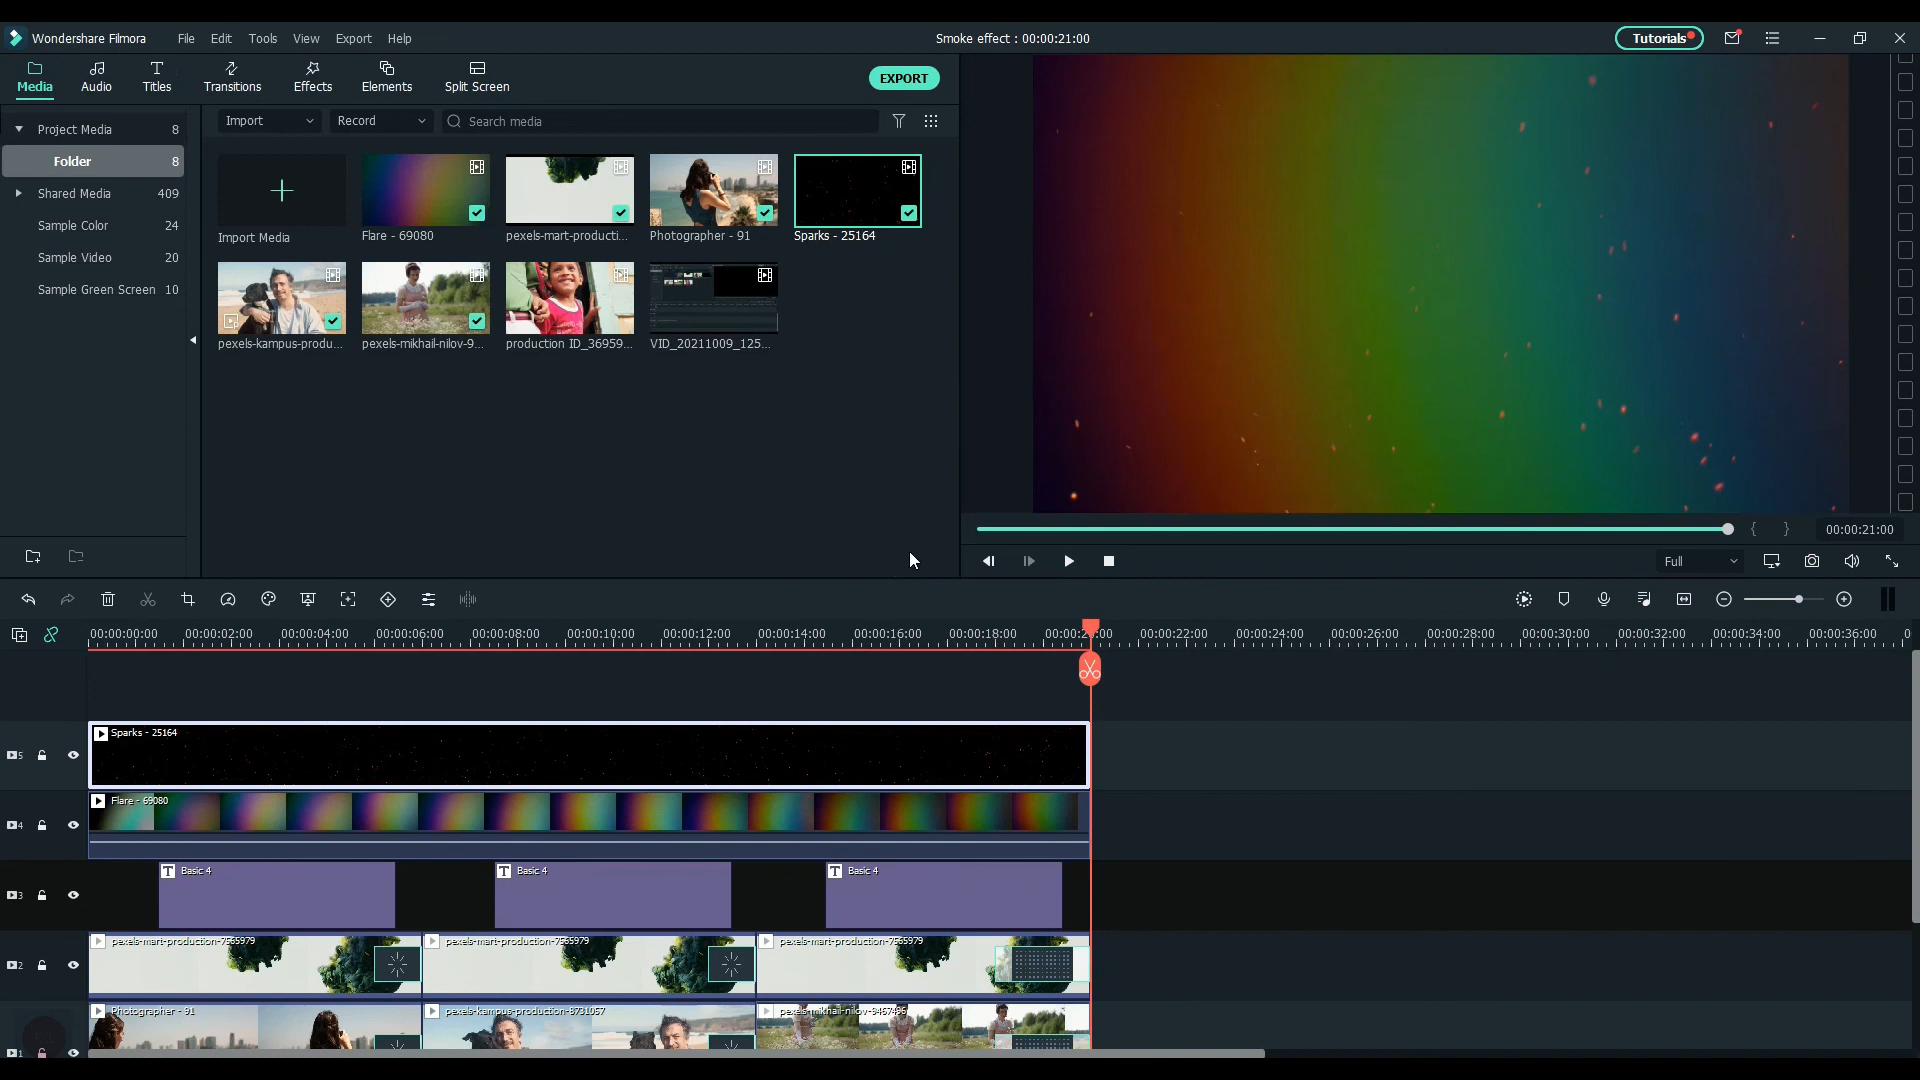 Wondershare Filmora File Edit Tools View Export Help Smoke effect : 00:00:21:00 Tutorials
Media Audio Titles Transitions Effects Elements Split Screen EXPORT
Project Media 8
Folder 8
Shared Media 409
Sample Color 24
Sample Video 20
Sample Green Screen 10
Import Record Search media
Import Media Flare - 69080 pexels-mart-producti... Photographer - 91 Sparks - 25164
pexels-kampus-produ... pexels-mikhail-nilov-9... production ID_36959... VID_20211009_125...
{ } 00:00:21:00
Full
00:00:00:00 00:00:02:00 00:00:04:00 00:00:06:00 00:00:08:00 00:00:10:00 00:00:12:00 00:00:14:00 00:00:16:00 00:00:18:00 00:00:22:00 00:00:24:00 00:00:26:00 00:00:28:00 00:00:30:00 00:00:32:00 00:00:34:00 00:00:36:00
5 Sparks - 25164
4 Flare - 69080
3 T Basic 4 T Basic 4 T Basic 4
2 pexels-mart-production-7565979 pexels-mart-production-7565979 pexels-mart-production-7565979
1 Photographer - 91 pexels-kampus-production-8731057